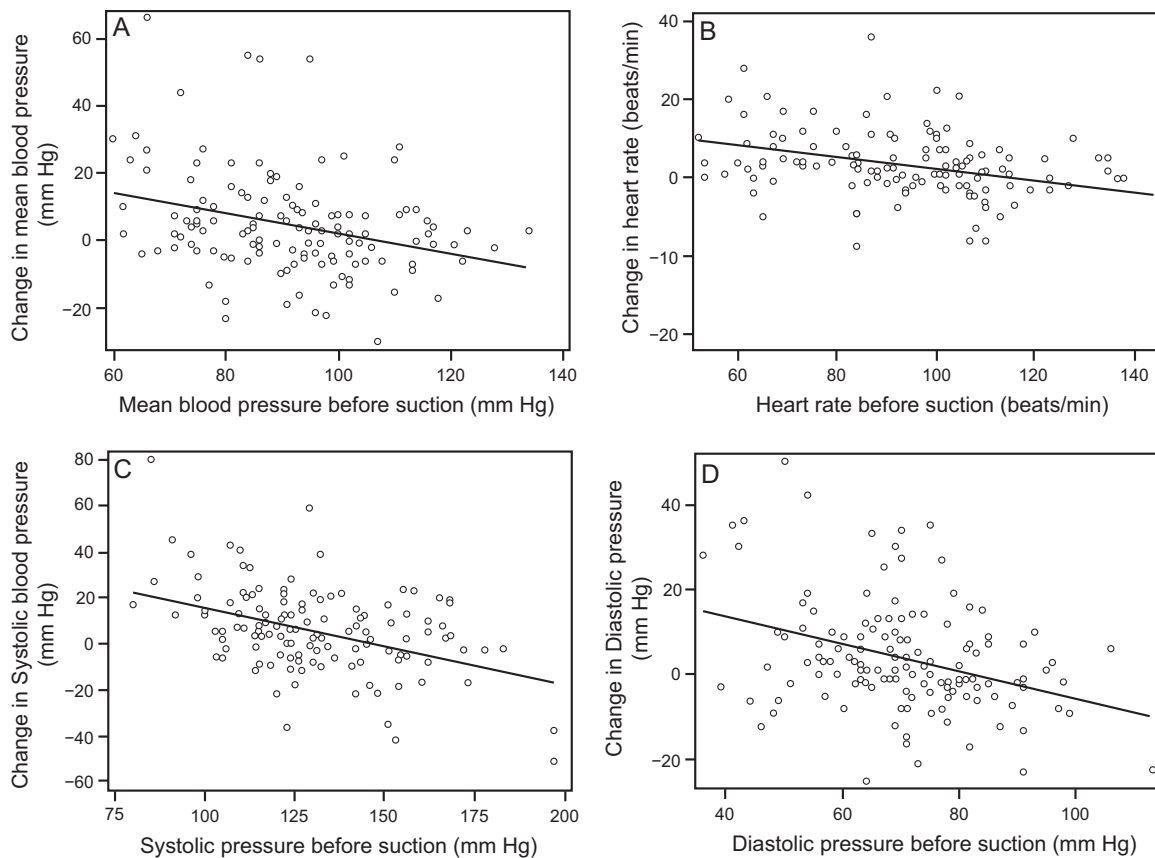 A
Change in mean blood pressure
(mm Hg)
60
40
20
0
−20
60
80
100
120
140
Mean blood pressure before suction (mm Hg)
B
Change in heart rate (beats/min)
40
20
0
−10
−20
60
80
100
120
140
Heart rate before suction (beats/min)
C
Change in Systolic blood pressure
(mm Hg)
80
60
40
20
0
−20
−40
−60
75
100
125
150
175
200
Systolic pressure before suction (mm Hg)
D
Change in Diastolic pressure
(mm Hg)
40
20
0
−20
40
60
80
100
Diastolic pressure before suction (mm Hg)